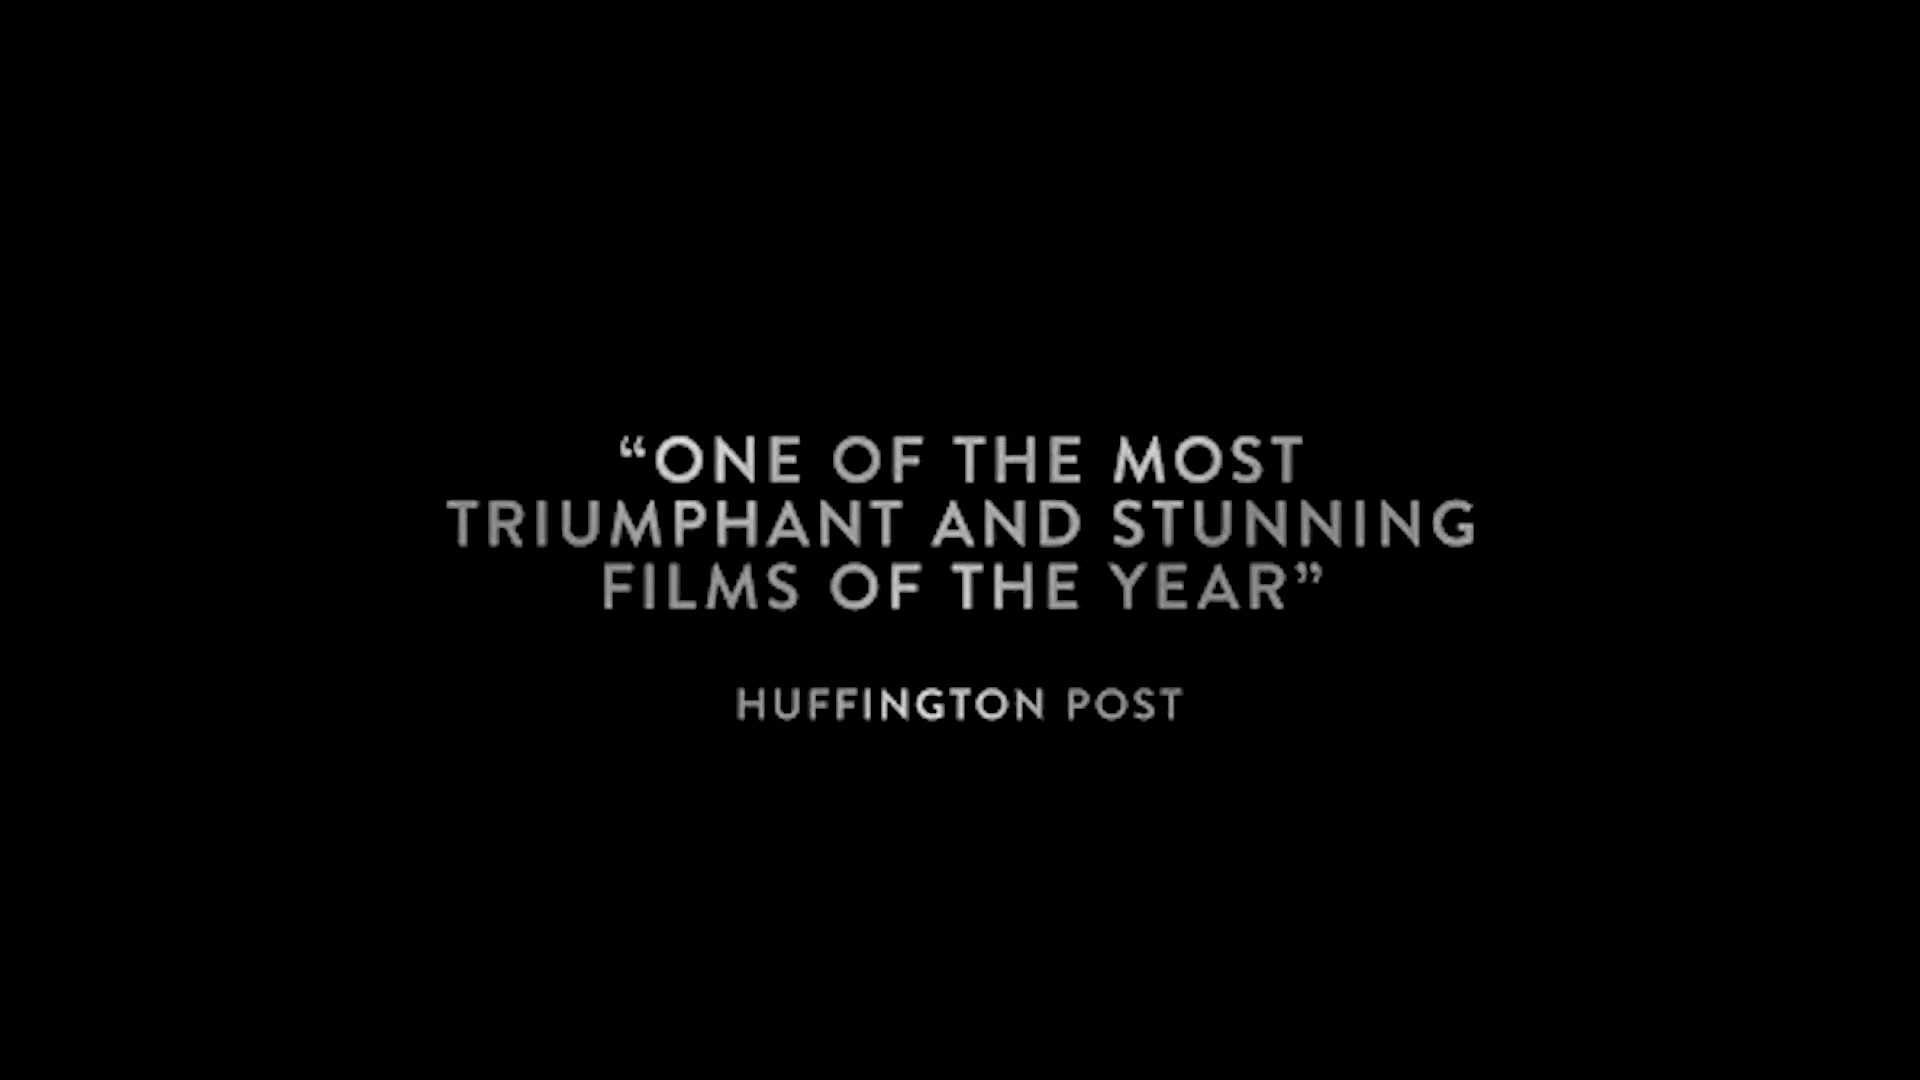 “ONE OF THE MOST
TRIUMPHANT AND STUNNING
FILMS OF THE YEAR”
HUFFINGTON POST